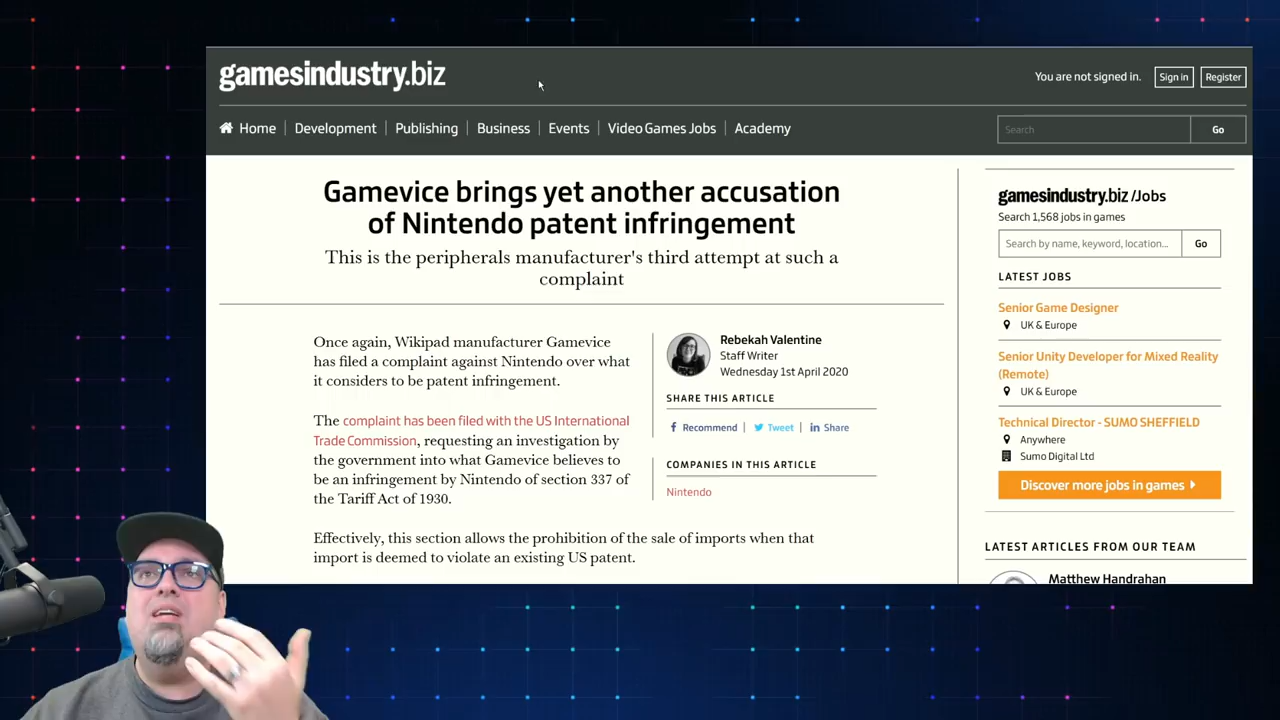 gamesindustry.biz
You are not signed in.
Sign in
Register
Home
Development
Publishing
Business
Events
Video Games Jobs
Academy
Search
Go
Gamevice brings yet another accusation
of Nintendo patent infringement
This is the peripherals manufacturer's third attempt at such a
complaint
Once again, Wikipad manufacturer Gamevice
has filed a complaint against Nintendo over what
it considers to be patent infringement.
The complaint has been filed with the US International
Trade Commission, requesting an investigation by
the government into what Gamevice believes to
be an infringement by Nintendo of section 337 of
the Tariff Act of 1930.
Effectively, this section allows the prohibition of the sale of imports when that
import is deemed to violate an existing US patent.
Rebekah Valentine
Staff Writer
Wednesday 1st April 2020
SHARE THIS ARTICLE
Recommend
Tweet
Share
COMPANIES IN THIS ARTICLE
Nintendo
gamesindustry.biz /Jobs
Search 1,568 jobs in games
Search by name, keyword, location...
Go
LATEST JOBS
Senior Game Designer
UK & Europe
Senior Unity Developer for Mixed Reality
(Remote)
UK & Europe
Technical Director - SUMO SHEFFIELD
Anywhere
Sumo Digital Ltd
Discover more jobs in games
LATEST ARTICLES FROM OUR TEAM
Matthew Handrahan